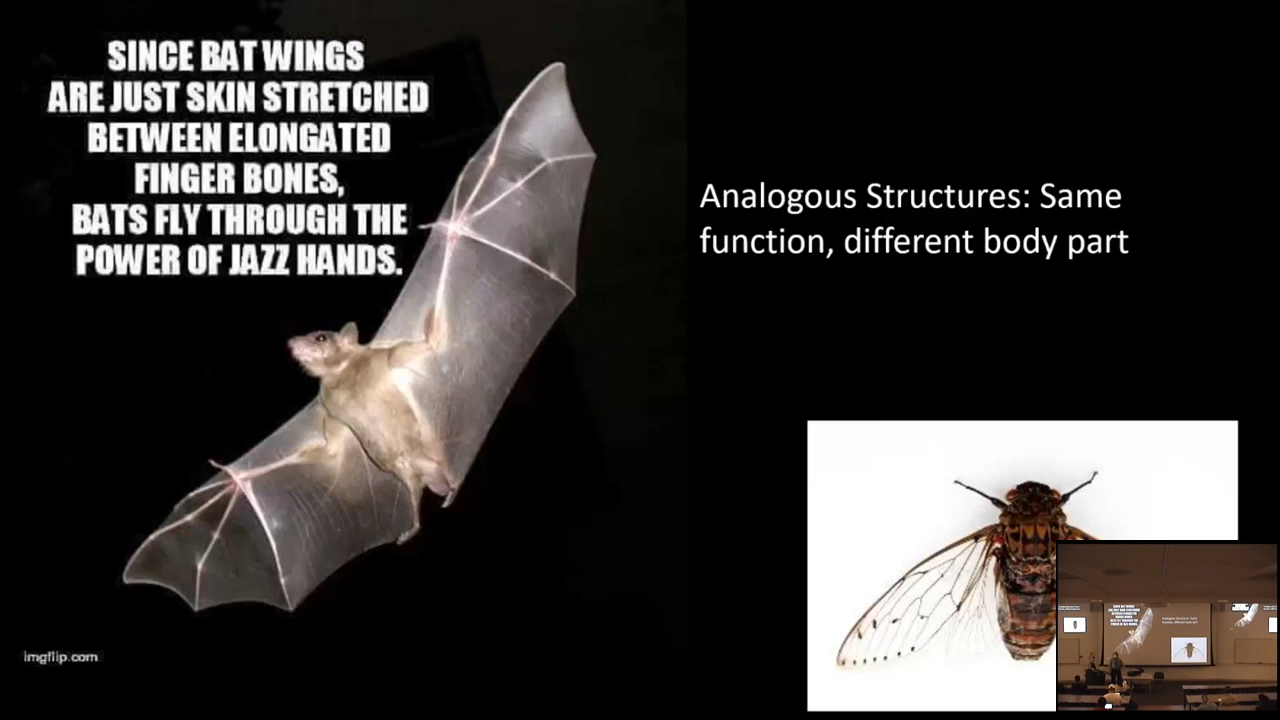 SINCE BAT WINGS
ARE JUST SKIN STRETCHED
BETWEEN ELONGATED
FINGER BONES,
BATS FLY THROUGH THE
POWER OF JAZZ HANDS.
Analogous Structures: Same
function, different body part
imgflip.com